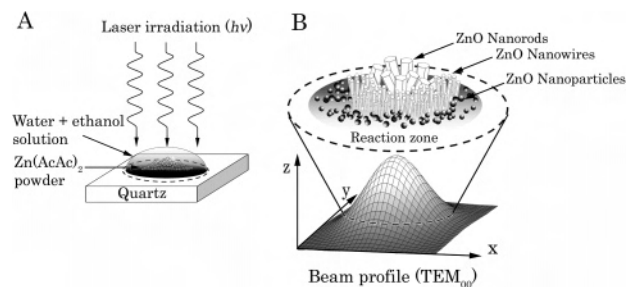 A
Laser irradiation (hν)
Water + ethanol
solution
Zn(AcAc)2
powder
Quartz
B
ZnO Nanorods
ZnO Nanowires
ZnO Nanoparticles
Reaction zone
z
y
x
Beam profile (TEM00)